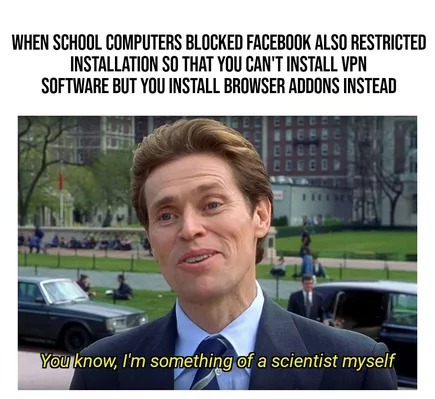 WHEN SCHOOL COMPUTERS BLOCKED FACEBOOK ALSO RESTRICTED
INSTALLATION SO THAT YOU CAN'T INSTALL VPN
SOFTWARE BUT YOU INSTALL BROWSER ADDONS INSTEAD
You know, I'm something of a scientist myself